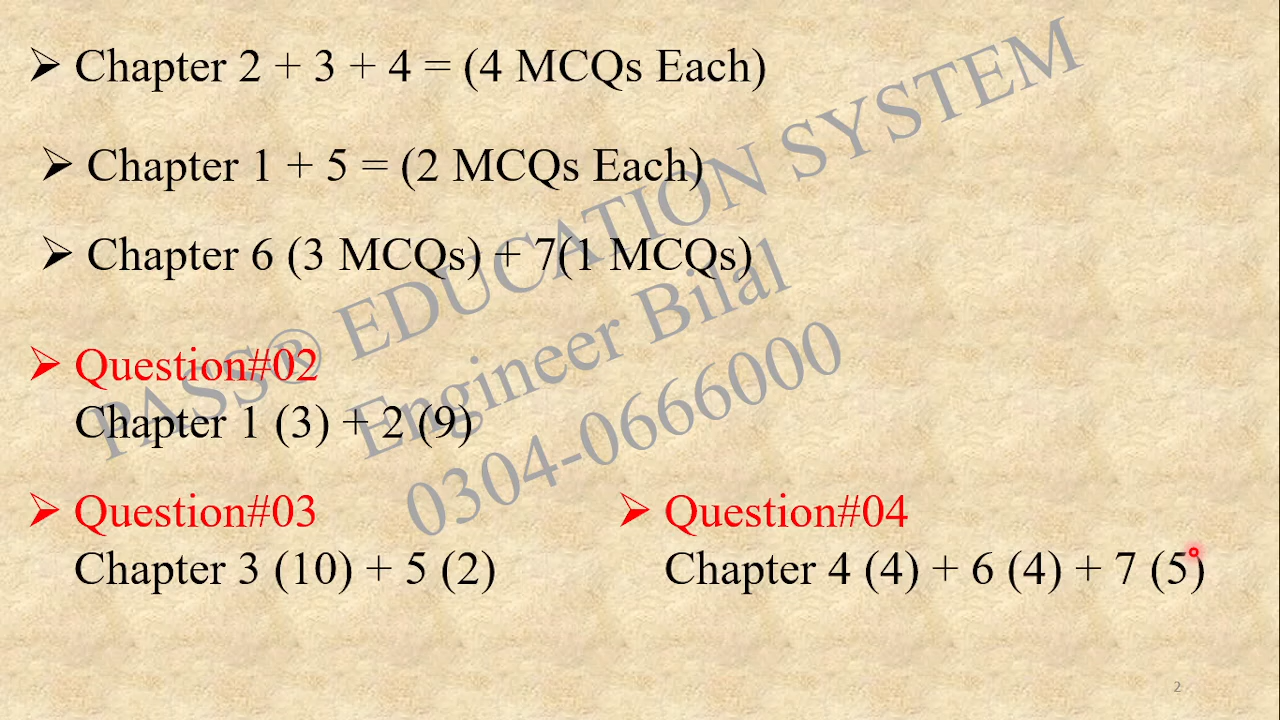 ➢ Chapter 2 + 3 + 4 = (4 MCQs Each)
➢ Chapter 1 + 5 = (2 MCQs Each)
➢ Chapter 6 (3 MCQs) + 7(1 MCQs)
➢ Question#02
Chapter 1 (3) + 2 (9)
➢ Question#03
Chapter 3 (10) + 5 (2)
➢ Question#04
Chapter 4 (4) + 6 (4) + 7 (5)
PASS® EDUCATION SYSTEM
Engineer Bilal
0304-0666000
2